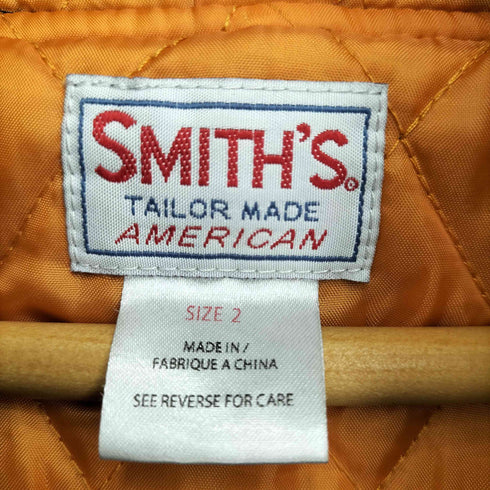 SMITH'S
TAILOR MADE
AMERICAN
SIZE 2
MADE IN /
FABRIQUE A CHINA
SEE REVERSE FOR CARE